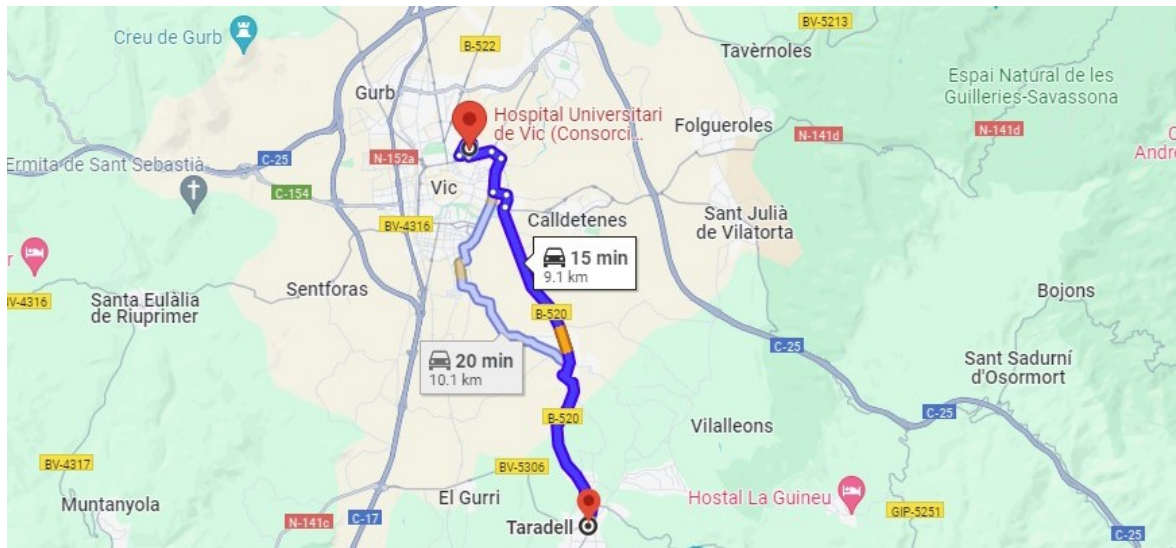 BV-5213
Creu de Gurb
B-522
Tavèrnoles
Espai Natural de les
Guilleries-Savassona
Gurb
Hospital Universitari
de Vic (Consorci...
Folgueroles
N-141d
N-141d
Andre
C-25
N-152a
Ermita de Sant Sebastià
Vic
C-154
BV-4316
Calldetenes
Sant Julià
de Vilatorta
15 min
9.1 km
r
BV-4316
Sentforas
Santa Eulàlia
de Riuprimer
Bojons
B-520
20 min
10.1 km
C-25
Sant Sadurní
d'Osormort
C-25
B-520
Vilalleons
BV-4317
BV-5306
El Gurri
Hostal La Guineu
Muntanyola
N-141c
C-17
Taradell
GIP-5251
C-25